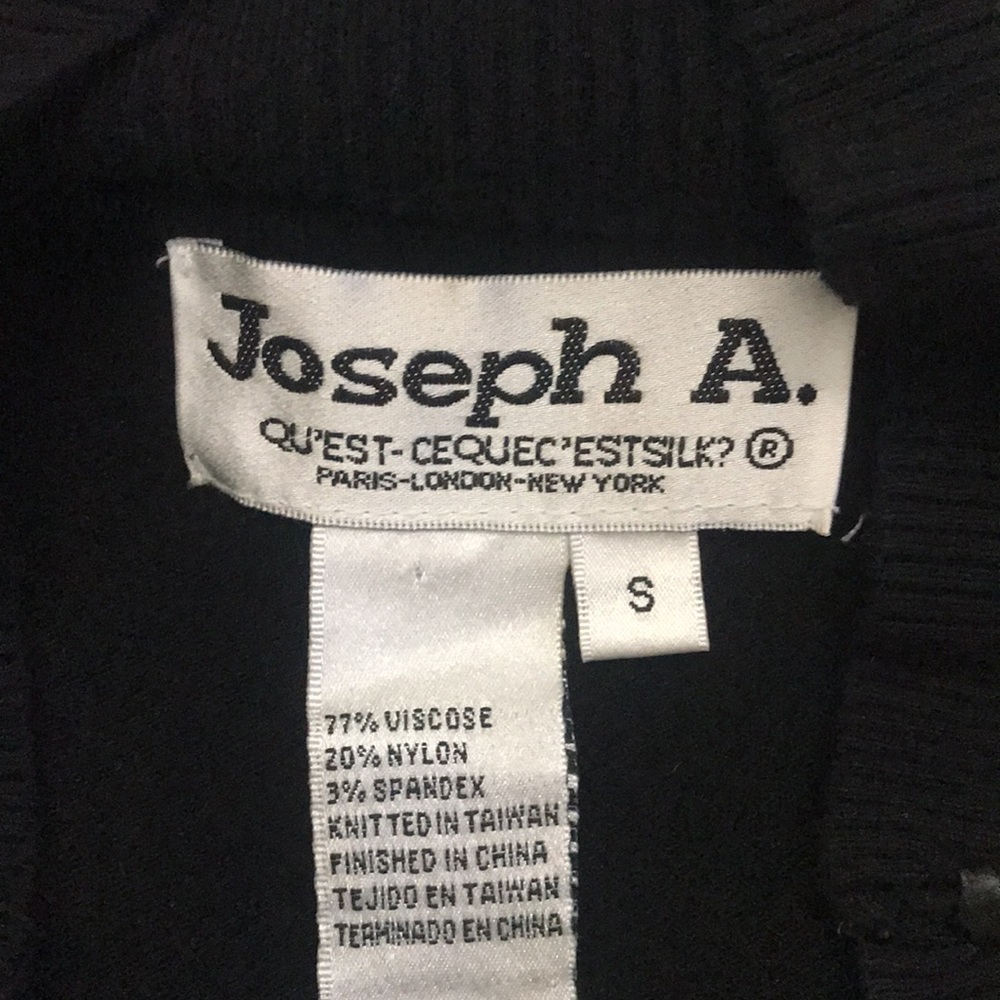 Joseph A.
QU'EST-CEQUEC'ESTSILK? ®
PARIS-LONDON-NEW YORK
S
77% VISCOSE
20% NYLON
3% SPANDEX
KNITTED IN TAIWAN
FINISHED IN CHINA
TEJIDO EN TAIWAN
TERMINADO EN CHINA